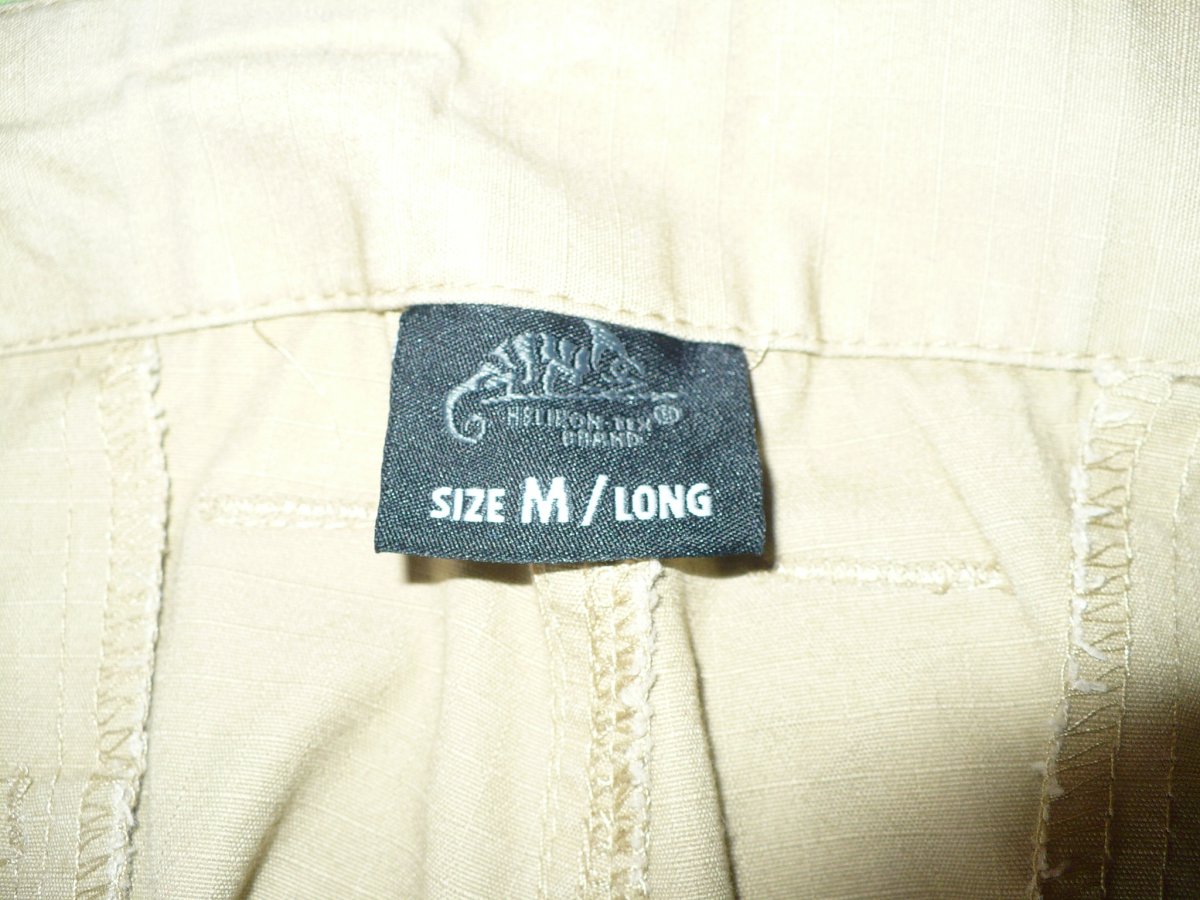 HELIKON-TEX®
BRAND
SIZE M / LONG